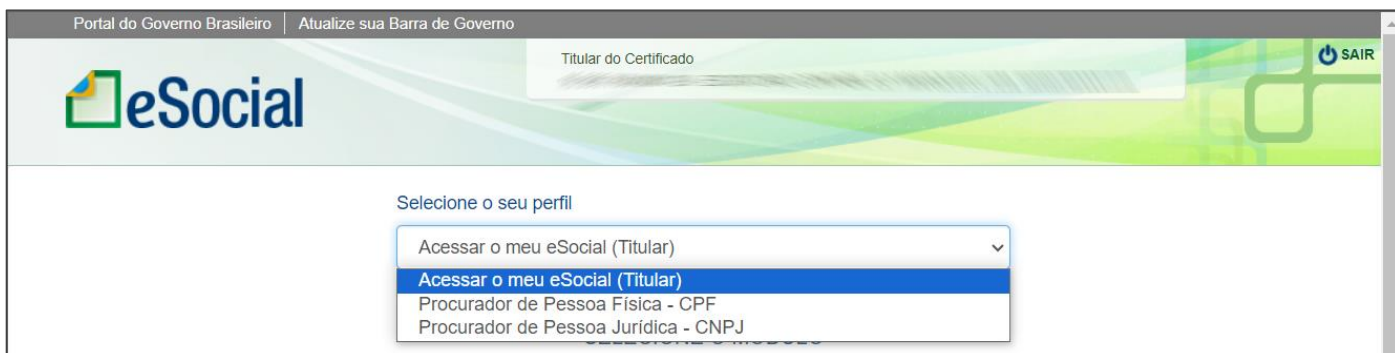 Portal do Governo Brasileiro | Atualize sua Barra de Governo
Titular do Certificado
SAIR
eSocial
Selecione o seu perfil
Acessar o meu eSocial (Titular)
Acessar o meu eSocial (Titular)
Procurador de Pessoa Física - CPF
Procurador de Pessoa Jurídica - CNPJ